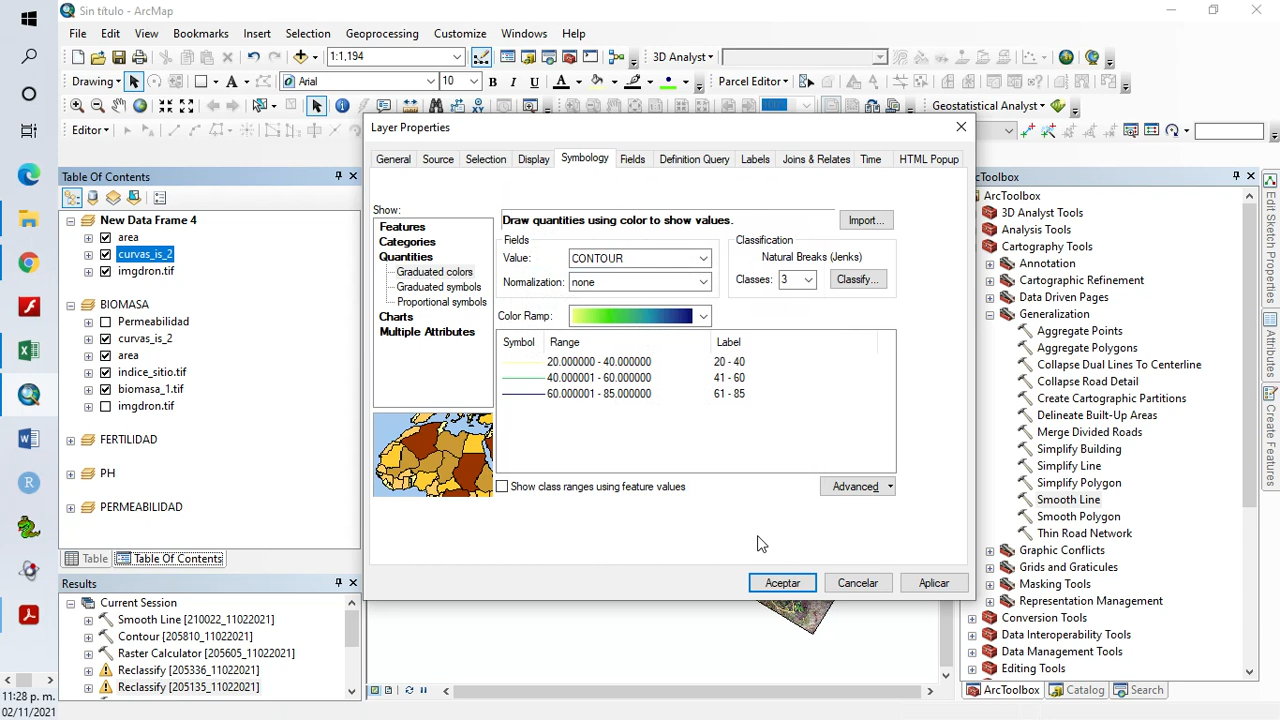 Sin título - ArcMap
File Edit View Bookmarks Insert Selection Geoprocessing Customize Windows Help
1:1,194 3D Analyst
Drawing Arial 10 B I U A Parcel Editor
Geostatistical Analyst
Editor
Layer Properties
General Source Selection Display Symbology Fields Definition Query Labels Joins & Relates Time HTML Popup
Table Of Contents
New Data Frame 4
area
curvas_is_2
imgdron.tif
BIOMASA
Permeabilidad
curvas_is_2
area
indice_sitio.tif
biomasa_1.tif
imgdron.tif
FERTILIDAD
PH
PERMEABILIDAD
Table Table Of Contents
Results
Current Session
Smooth Line [210022_11022021]
Contour [205810_11022021]
Raster Calculator [205605_11022021]
Reclassify [205336_11022021]
Reclassify [205135_11022021]
Show:
Features
Categories
Quantities
Graduated colors
Graduated symbols
Proportional symbols
Charts
Multiple Attributes
Draw quantities using color to show values.
Import...
Fields
Value: CONTOUR
Normalization: none
Classification
Natural Breaks (Jenks)
Classes: 3 Classify...
Color Ramp:
Symbol Range Label
20.000000 - 40.000000 20 - 40
40.000001 - 60.000000 41 - 60
60.000001 - 85.000000 61 - 85
Show class ranges using feature values
Advanced
Aceptar Cancelar Aplicar
ArcToolbox
3D Analyst Tools
Analysis Tools
Cartography Tools
Annotation
Cartographic Refinement
Data Driven Pages
Generalization
Aggregate Points
Aggregate Polygons
Collapse Dual Lines To Centerline
Collapse Road Detail
Create Cartographic Partitions
Delineate Built-Up Areas
Merge Divided Roads
Simplify Building
Simplify Line
Simplify Polygon
Smooth Line
Smooth Polygon
Thin Road Network
Graphic Conflicts
Grids and Graticules
Masking Tools
Representation Management
Conversion Tools
Data Interoperability Tools
Data Management Tools
Editing Tools
ArcToolbox Catalog Search
Search
Geoprocessing Properties
Attributes
Create Features
11:28 p. m.
02/11/2021